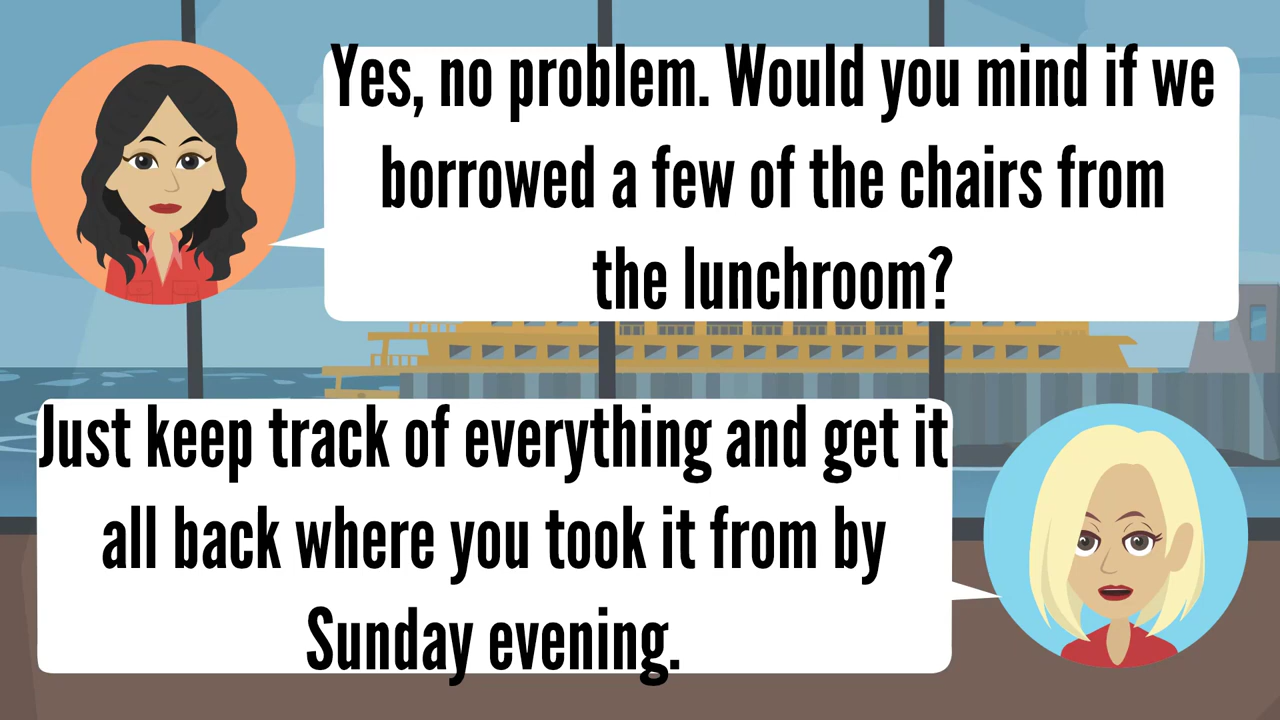 Yes, no problem. Would you mind if we
borrowed a few of the chairs from
the lunchroom?
Just keep track of everything and get it
all back where you took it from by
Sunday evening.